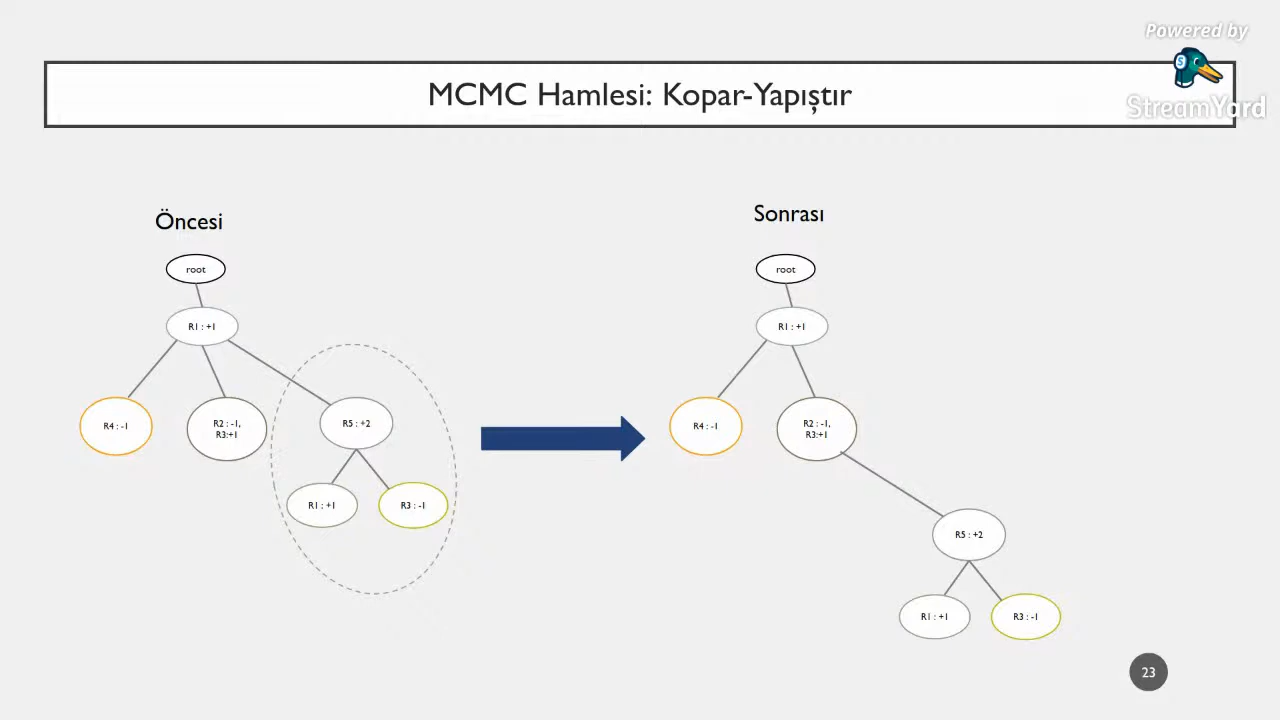 Powered by
StreamYard
MCMC Hamlesi: Kopar-Yapıştır
Öncesi
root
R1 : +1
R4 : -1
R2 : -1,
R3:+1
R5 : +2
R1 : +1
R3 : -1
Sonrası
root
R1 : +1
R4 : -1
R2 : -1,
R3:+1
R5 : +2
R1 : +1
R3 : -1
23